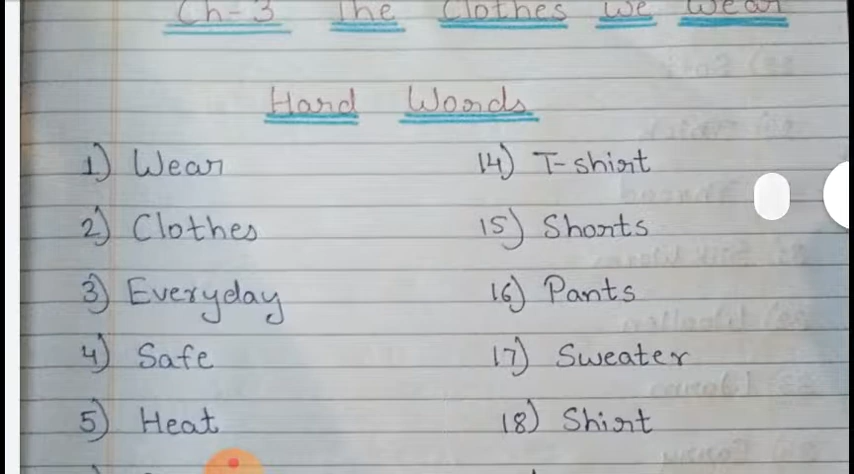 Ch-3 The Clothes We Wear
Hard Words
1) Wear
2) Clothes
3) Everyday
4) Safe
5) Heat
14) T-shirt
15) Shorts
16) Pants
17) Sweater
18) Shirt